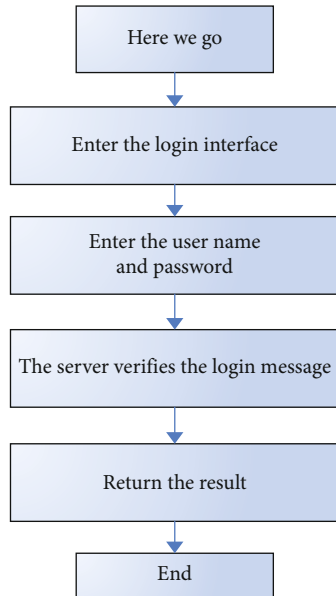 Here we go
Enter the login interface
Enter the user name
and password
The server verifies the login message
Return the result
End